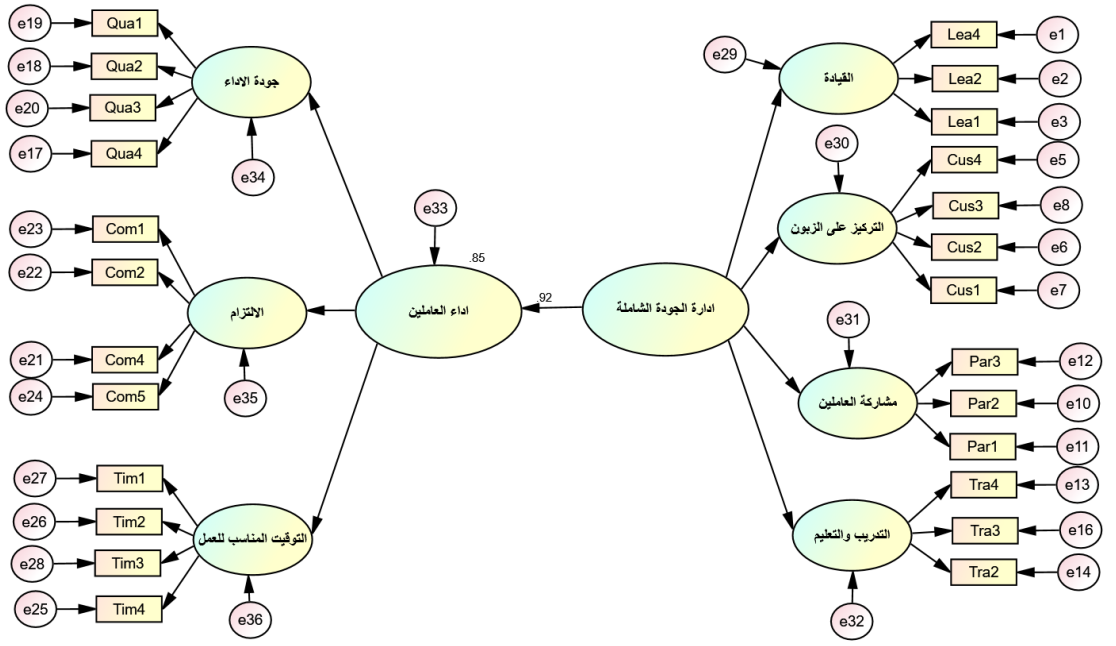 e19 Qua1
e18 Qua2
e20 Qua3
e17 Qua4
جودة الاداء
e34
e23 Com1
e22 Com2
e21 Com4
e24 Com5
الالتزام
e35
e27 Tim1
e26 Tim2
e28 Tim3
e25 Tim4
التوقيت المناسب للعمل
e36
e33
.85
اداء العاملين
.92
ادارة الجودة الشاملة
e29
القيادة
Lea4 e1
Lea2 e2
Lea1 e3
e30
التركيز على الزبون
Cus4 e5
Cus3 e8
Cus2 e6
Cus1 e7
e31
مشاركة العاملين
Par3 e12
Par2 e10
Par1 e11
التدريب والتعليم
Tra4 e13
Tra3 e16
Tra2 e14
e32